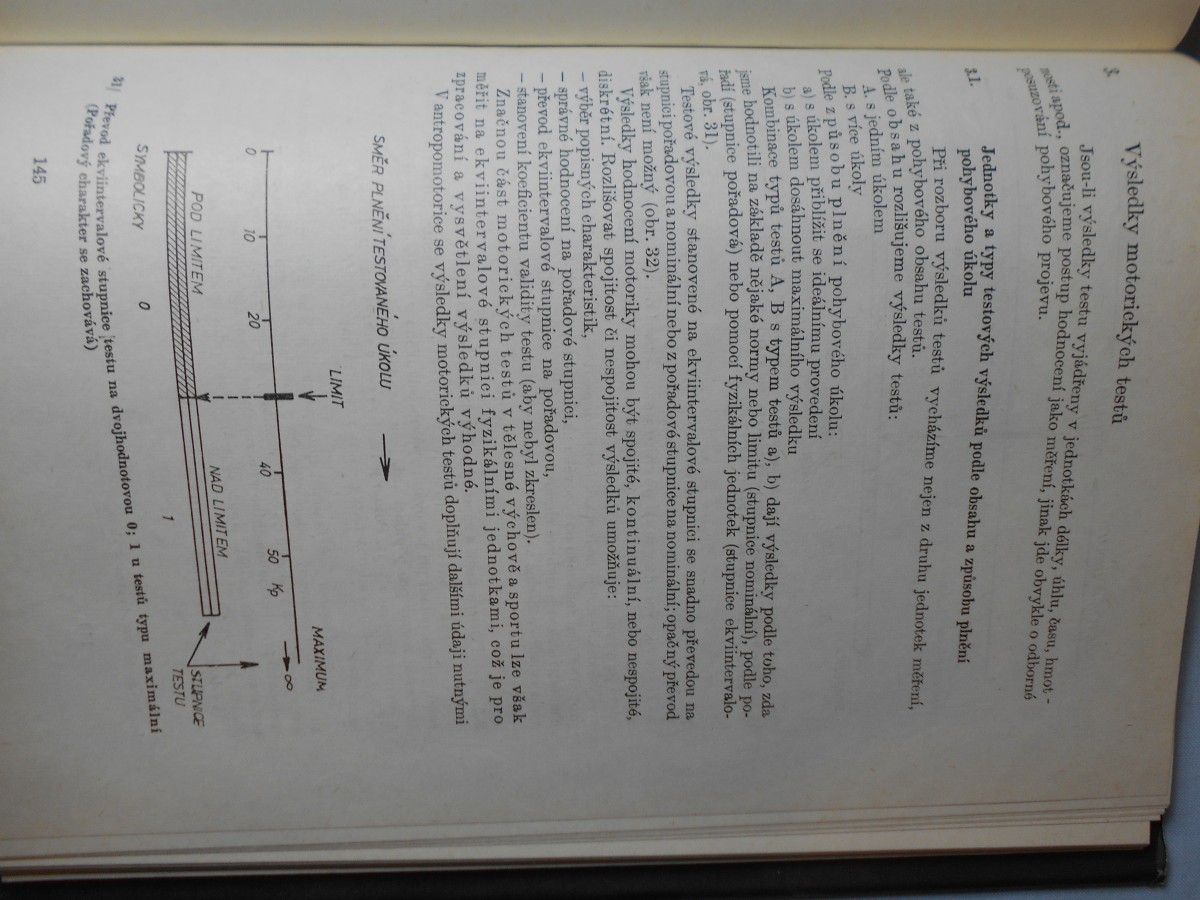 3.
Výsledky motorických testů
Jsou-li výsledky testu vyjádřeny v jednotkách délky, úhlu, času, hmot-
nosti apod., označujeme postup hodnocení jako měření, jinak jde obvykle o odborné
posuzování pohybového projevu.
3.1.
Jednotky a typy testových výsledků podle obsahu a způsobu plnění
pohybového úkolu
Při rozboru výsledků testů vycházíme nejen z druhu jednotek měření,
ale také z pohybového obsahu testů.
Podle obsahu rozlišujeme výsledky testů:
A. s jedním úkolem
B. s více úkoly
Podle způsobu plnění pohybového úkolu:
a) s úkolem přiblížit se ideálnímu provedení
b) s úkolem dosáhnout maximálního výsledku
Kombinace typů testů A, B s typem testů a), b) dají výsledky podle toho, zda
jsme hodnotili na základě nějaké normy nebo limitu (stupnice nominální), podle po-
řadí (stupnice pořadová) nebo pomocí fyzikálních jednotek (stupnice ekviintervalo-
vá, obr. 31).
Testové výsledky stanovené na ekviintervalové stupnici se snadno převedou na
stupnici pořadovou a nominální nebo z pořadové stupnice na nominální; opačný převod
však není možný (obr. 32).
Výsledky hodnocení motoriky mohou být spojité, kontinuální, nebo nespojité,
diskrétní. Rozlišovat spojitost či nespojitost výsledků umožňuje:
– výběr popisných charakteristik,
– správné hodnocení na pořadové stupnici,
– převod ekviintervalové stupnice na pořadovou,
– stanovení koeficientu validity testu (aby nebyl zkreslen).
Značnou část motorických testů v tělesné výchově a sportu lze však
měřit na ekviintervalové stupnici fyzikálními jednotkami, což je pro
zpracování a vysvětlení výsledků výhodné.
V antropomotorice se výsledky motorických testů doplňují dalšími údaji nutnými
SMĚR PLNĚNÍ TESTOVANÉHO ÚKOLU →
LIMIT
MAXIMUM
0 10 20 40 50 Kp → ∞
POD LIMITEM
NAD LIMITEM
STUPNICE
TESTU
SYMBOLICKY 0 1
31/ Převod ekviintervalové stupnice testu na dvojhodnotovou 0; 1 u testů typu maximální
(Pořadový charakter se zachovává)
145